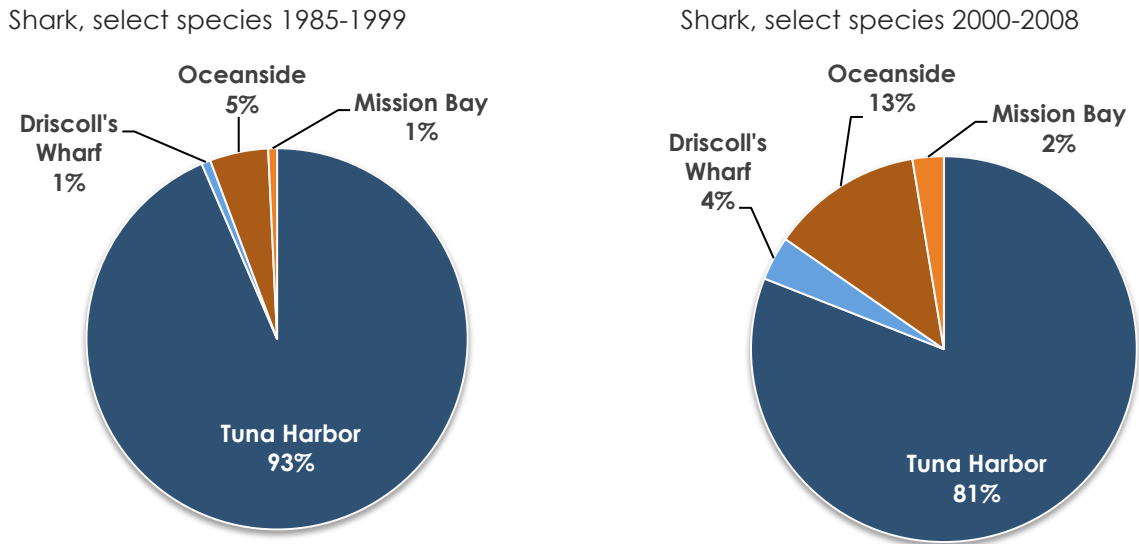 Shark, select species 1985-1999
Oceanside
5%
Mission Bay
1%
Driscoll's
Wharf
1%
Tuna Harbor
93%
Shark, select species 2000-2008
Oceanside
13%
Mission Bay
2%
Driscoll's
Wharf
4%
Tuna Harbor
81%